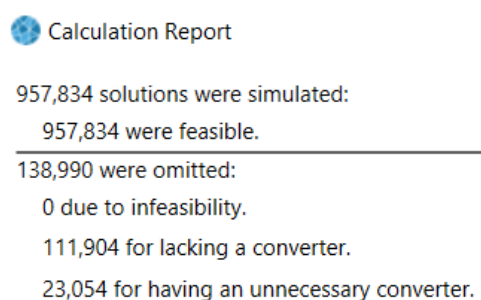 Calculation Report
957,834 solutions were simulated:
957,834 were feasible.
138,990 were omitted:
0 due to infeasibility.
111,904 for lacking a converter.
23,054 for having an unnecessary converter.